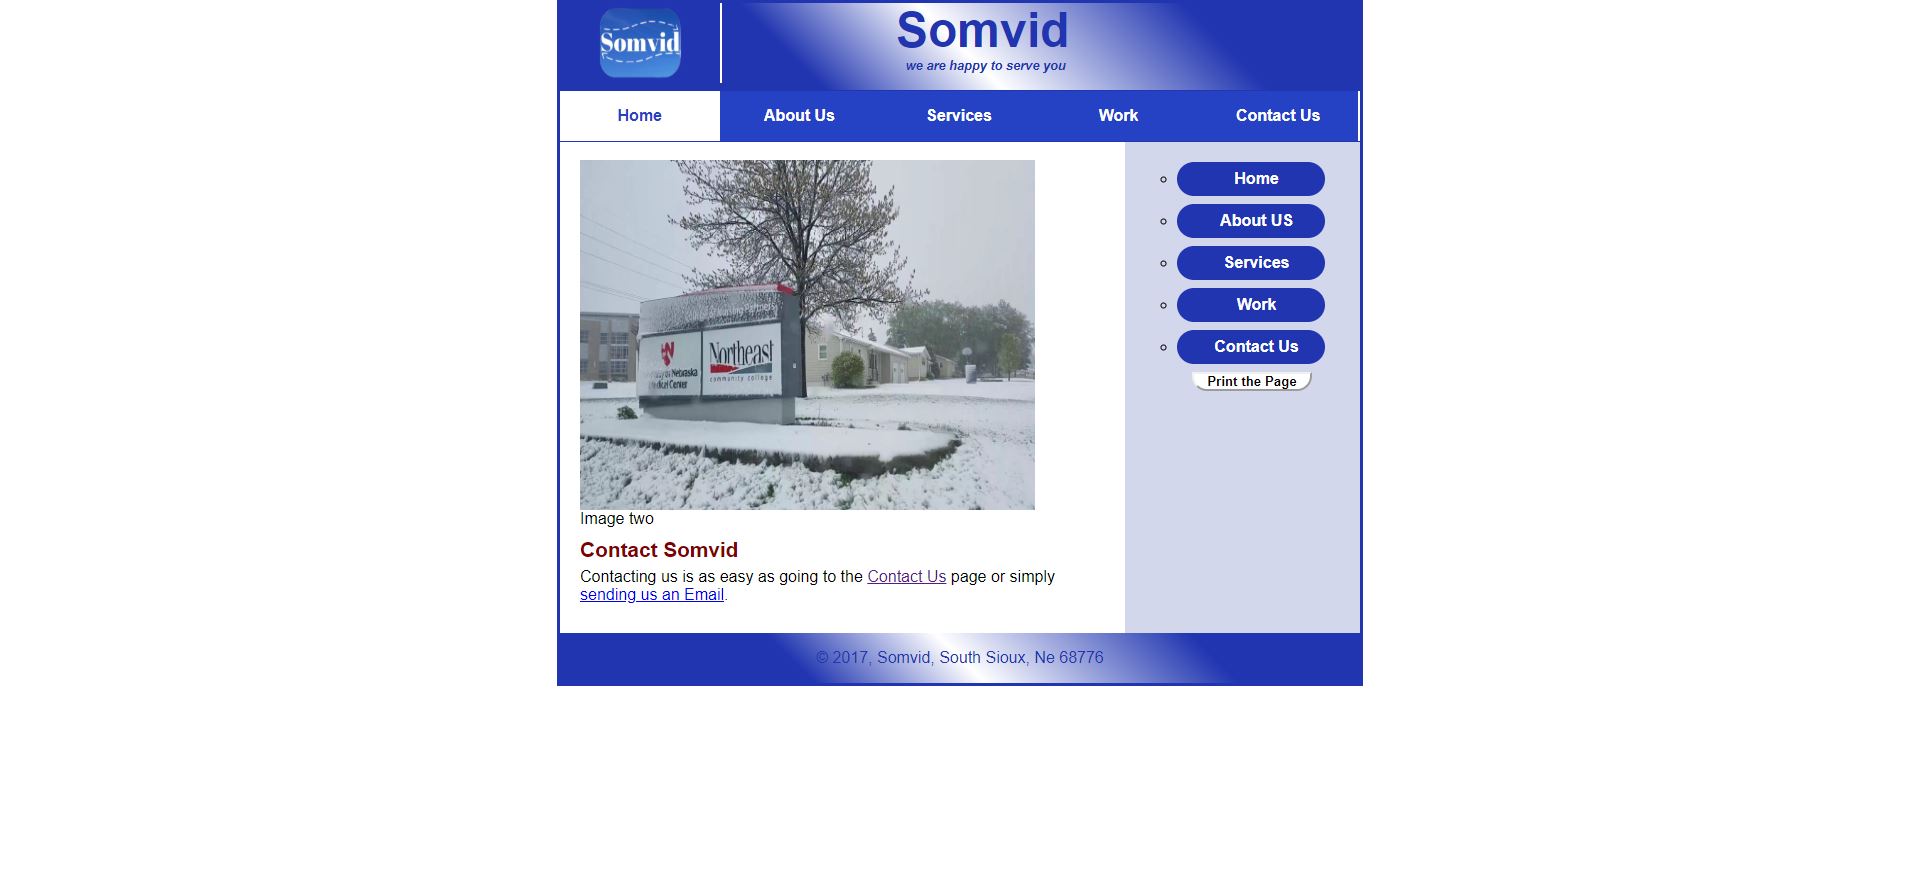 Somvid
Somvid
we are happy to serve you
Home
About Us
Services
Work
Contact Us
Northeast
community college
of Nebraska
Medical Center
Image two
Contact Somvid
Contacting us is as easy as going to the Contact Us page or simply
sending us an Email.
Home
About US
Services
Work
Contact Us
Print the Page
© 2017, Somvid, South Sioux, Ne 68776